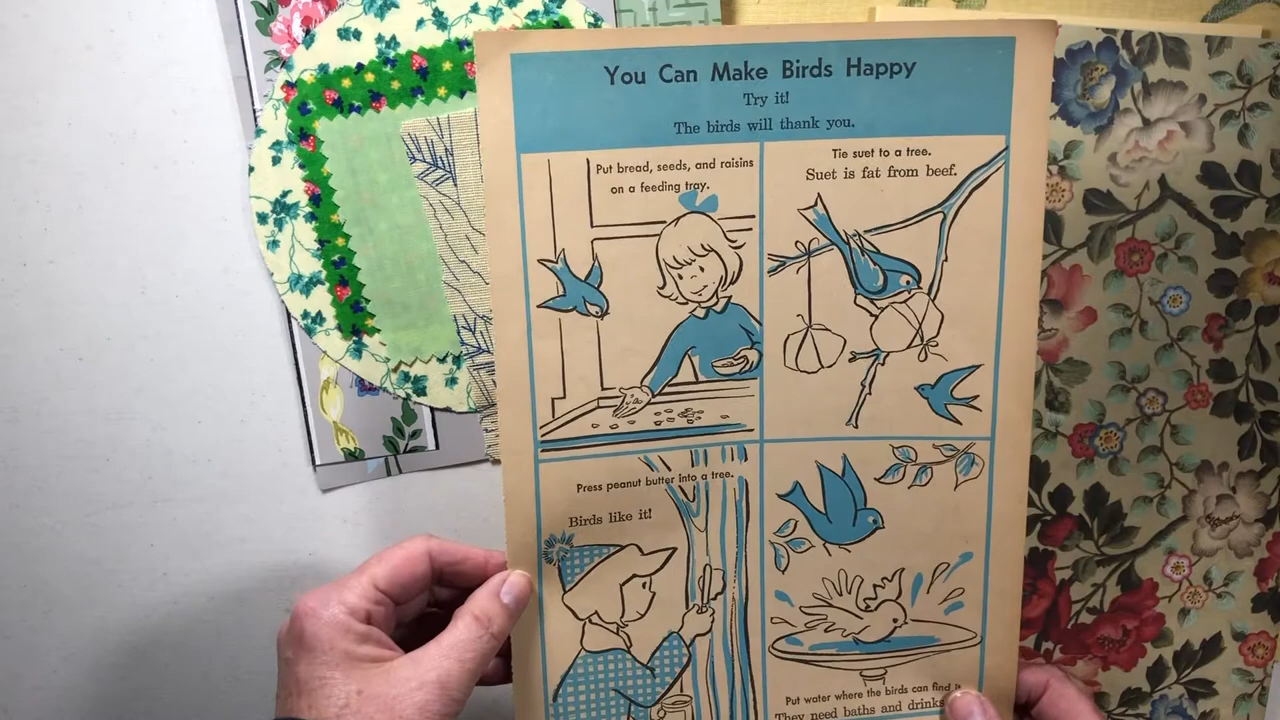 You Can Make Birds Happy
Try it!
The birds will thank you.
Put bread, seeds, and raisins
on a feeding tray.
Tie suet to a tree.
Suet is fat from beef.
Press peanut butter into a tree.
Birds like it!
Put water where the birds can find it.
They need baths and drinks